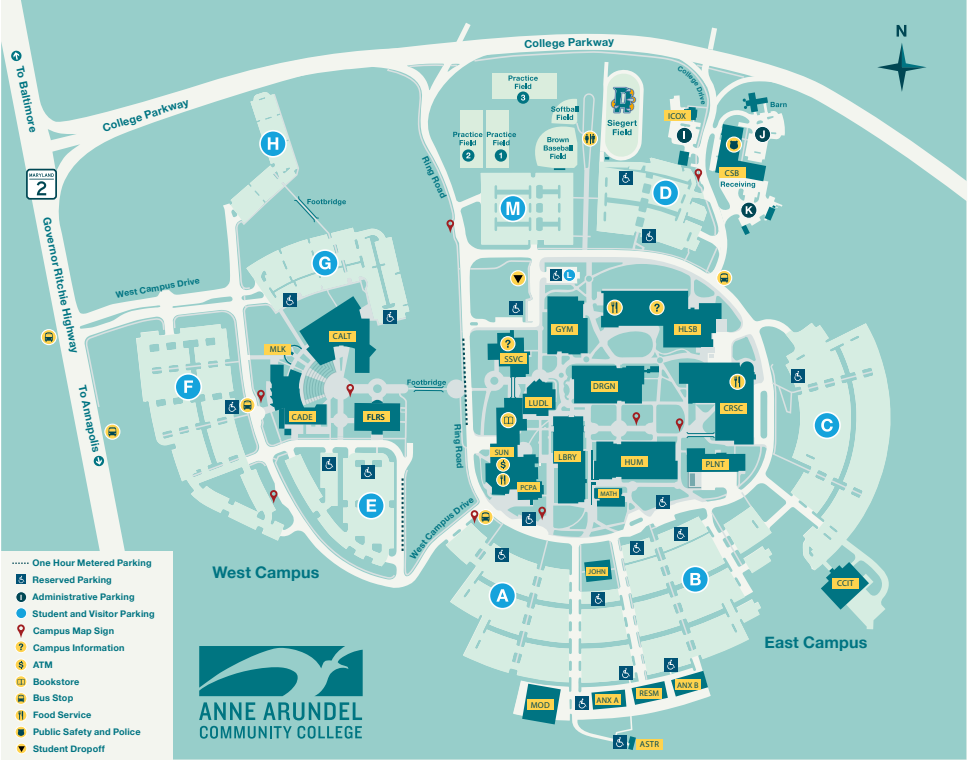 N
College Parkway
College Parkway
To Baltimore
MARYLAND
2
Governor Ritchie Highway
To Annapolis
College Drive
Ring Road
Ring Road
West Campus Drive
West Campus Drive
Footbridge
Footbridge
Practice
Field
3
Practice
Field
2
Practice
Field
1
Softball
Field
Brown
Baseball
Field
Siegert
Field
ICOX
I
Barn
J
CSB
Receiving
K
H
M
D
G
L
CALT
MLK
CADE
FLRS
F
E
GYM
HLSB
?
?
SSVC
DRGN
LUDL
CRSC
C
SUN
$
PCPA
LBRY
HUM
MATH
PLNT
JOHN
A
B
CCIT
West Campus
East Campus
MOD
ANX A
RESM
ANX B
ASTR
One Hour Metered Parking
Reserved Parking
I Administrative Parking
Student and Visitor Parking
Campus Map Sign
? Campus Information
$ ATM
Bookstore
Bus Stop
Food Service
Public Safety and Police
Student Dropoff
ANNE ARUNDEL
COMMUNITY COLLEGE